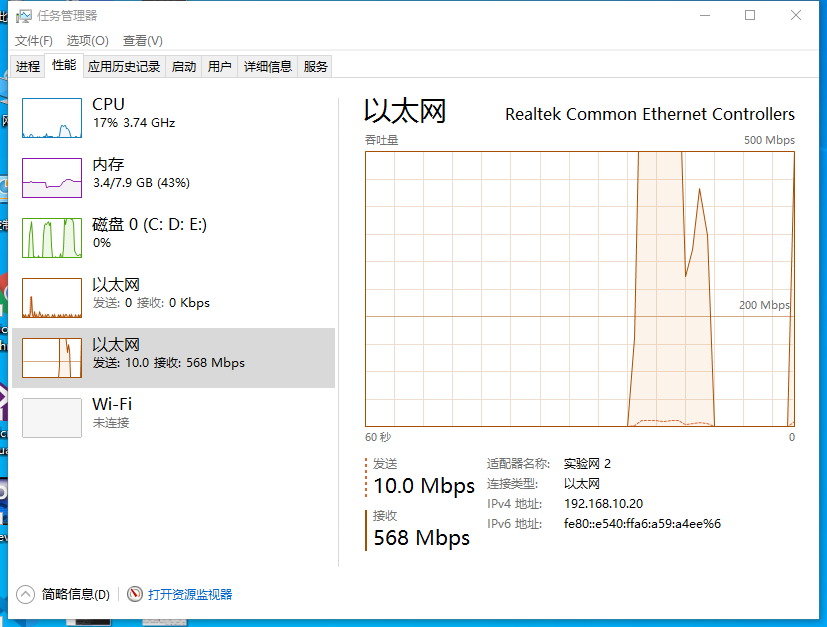 任务管理器
文件(F) 选项(O) 查看(V)
进程 性能 应用历史记录 启动 用户 详细信息 服务
CPU
17% 3.74 GHz
内存
3.4/7.9 GB (43%)
磁盘 0 (C: D: E:)
0%
以太网
发送: 0 接收: 0 Kbps
以太网
发送: 10.0 接收: 568 Mbps
Wi-Fi
未连接
以太网 Realtek Common Ethernet Controllers
吞吐量 500 Mbps
200 Mbps
60 秒 0
发送
10.0 Mbps
接收
568 Mbps
适配器名称: 实验网 2
连接类型: 以太网
IPv4 地址: 192.168.10.20
IPv6 地址: fe80::e540:ffa6:a59:a4ee%6
简略信息(D) 打开资源监视器